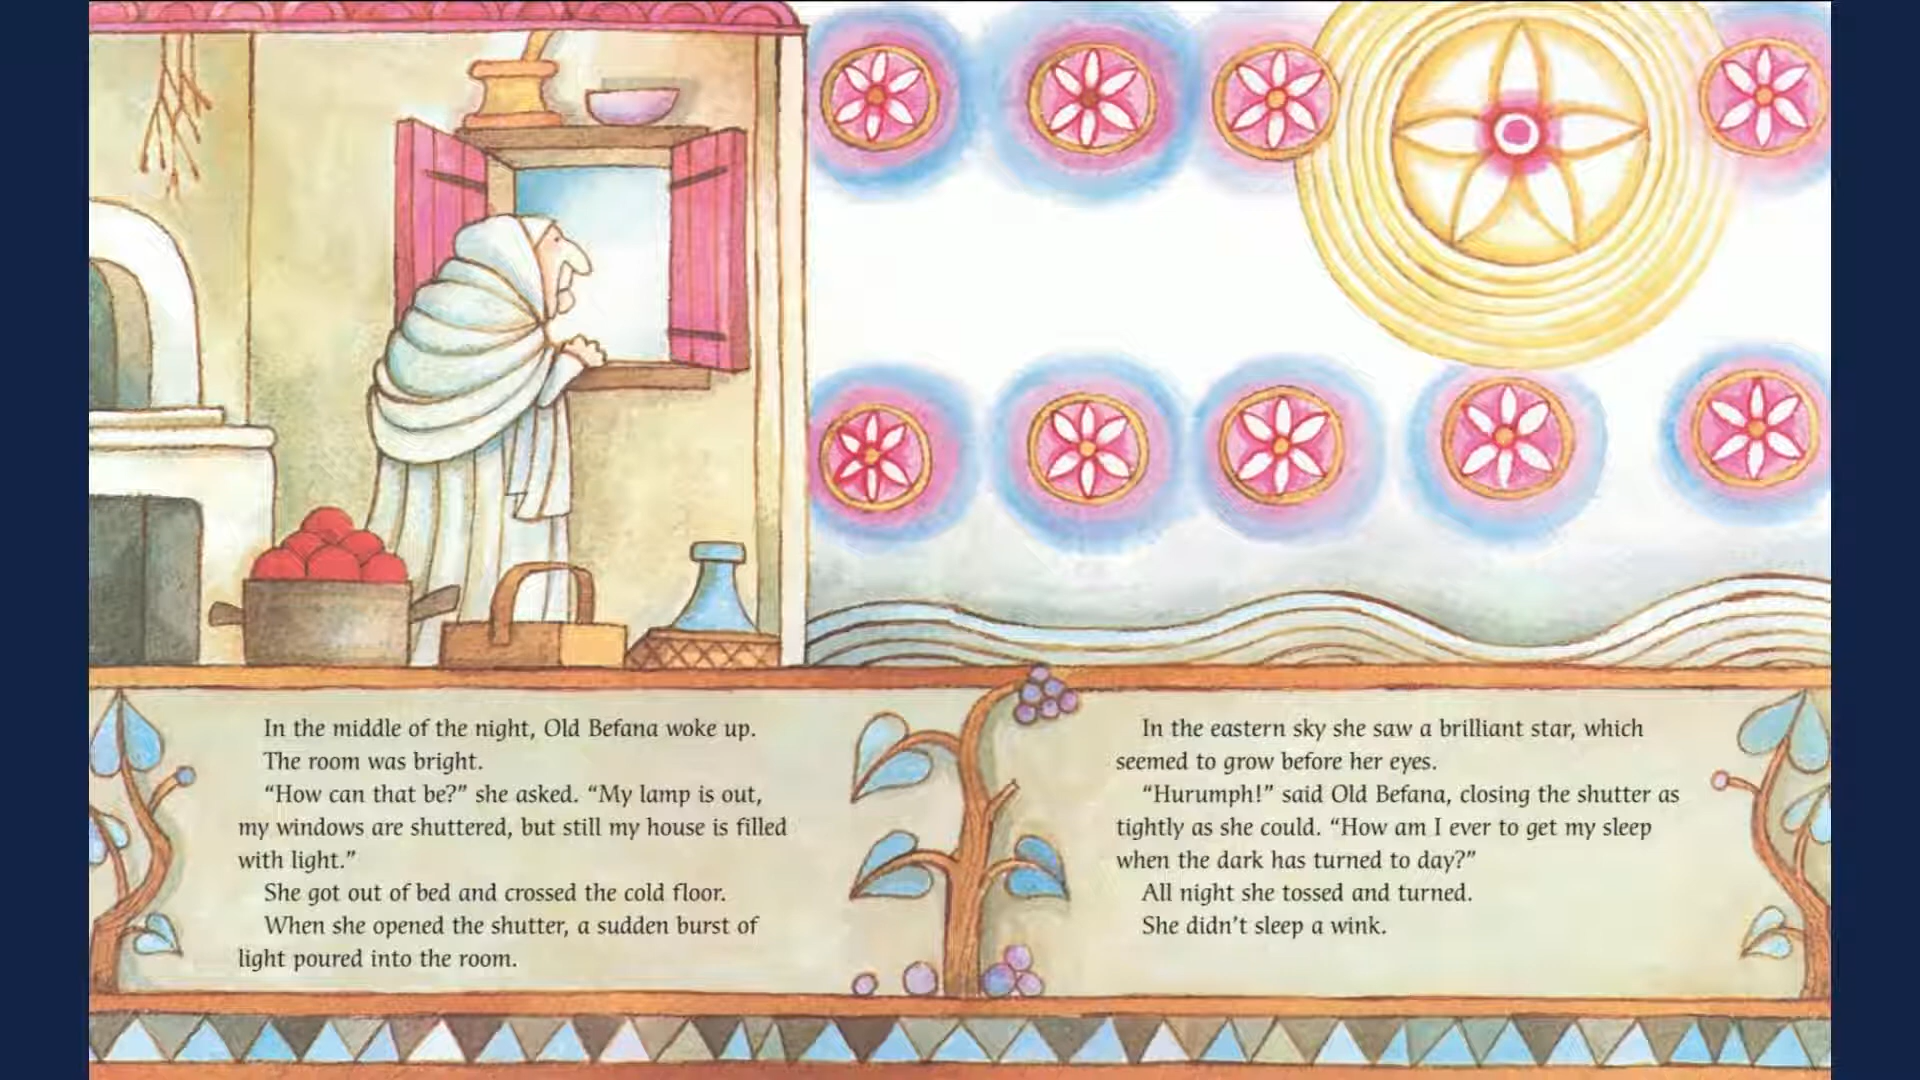 In the middle of the night, Old Befana woke up.
The room was bright.
“How can that be?” she asked. “My lamp is out,
my windows are shuttered, but still my house is filled
with light.”
She got out of bed and crossed the cold floor.
When she opened the shutter, a sudden burst of
light poured into the room.
In the eastern sky she saw a brilliant star, which
seemed to grow before her eyes.
“Hurumph!” said Old Befana, closing the shutter as
tightly as she could. “How am I ever to get my sleep
when the dark has turned to day?”
All night she tossed and turned.
She didn’t sleep a wink.